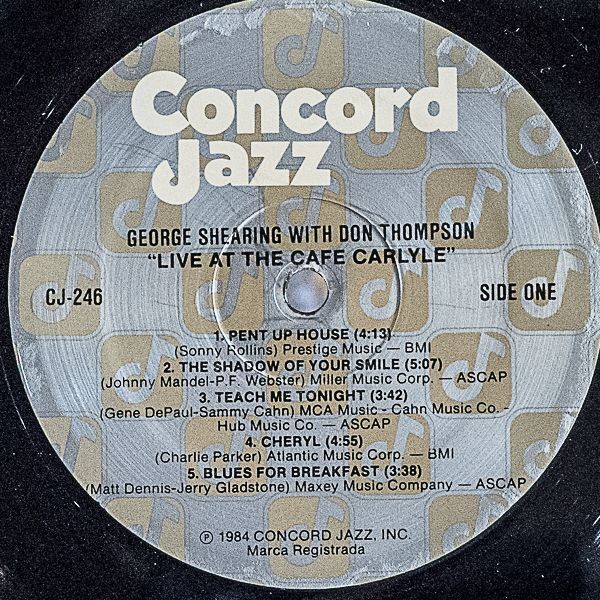 Concord
Jazz
GEORGE SHEARING WITH DON THOMPSON
"LIVE AT THE CAFE CARLYLE"
CJ-246
SIDE ONE
1. PENT UP HOUSE (4:13)
(Sonny Rollins) Prestige Music — BMI
2. THE SHADOW OF YOUR SMILE (5:07)
(Johnny Mandel-P.F. Webster) Miller Music Corp. — ASCAP
3. TEACH ME TONIGHT (3:42)
(Gene DePaul-Sammy Cahn) MCA Music - Cahn Music Co. -
Hub Music Co. — ASCAP
4. CHERYL (4:55)
(Charlie Parker) Atlantic Music Corp. — BMI
5. BLUES FOR BREAKFAST (3:38)
(Matt Dennis-Jerry Gladstone) Maxey Music Company — ASCAP
℗ 1984 CONCORD JAZZ, INC.
Marca Registrada